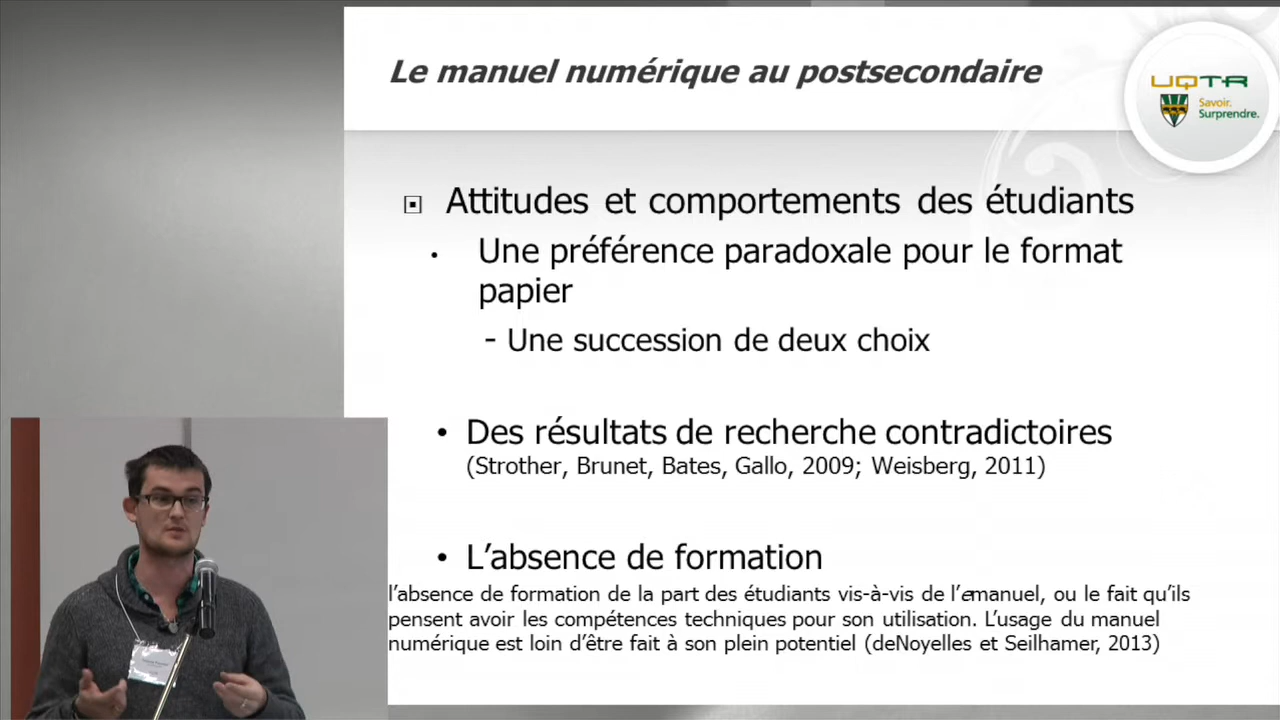 Le manuel numérique au postsecondaire
UQTR
Savoir.
Surprendre.
Attitudes et comportements des étudiants
• Une préférence paradoxale pour le format
papier
- Une succession de deux choix
• Des résultats de recherche contradictoires
(Strother, Brunet, Bates, Gallo, 2009; Weisberg, 2011)
• L’absence de formation
l’absence de formation de la part des étudiants vis-à-vis de l’emanuel, ou le fait qu’ils
pensent avoir les compétences techniques pour son utilisation. L’usage du manuel
numérique est loin d’être fait à son plein potentiel (deNoyelles et Seilhamer, 2013)